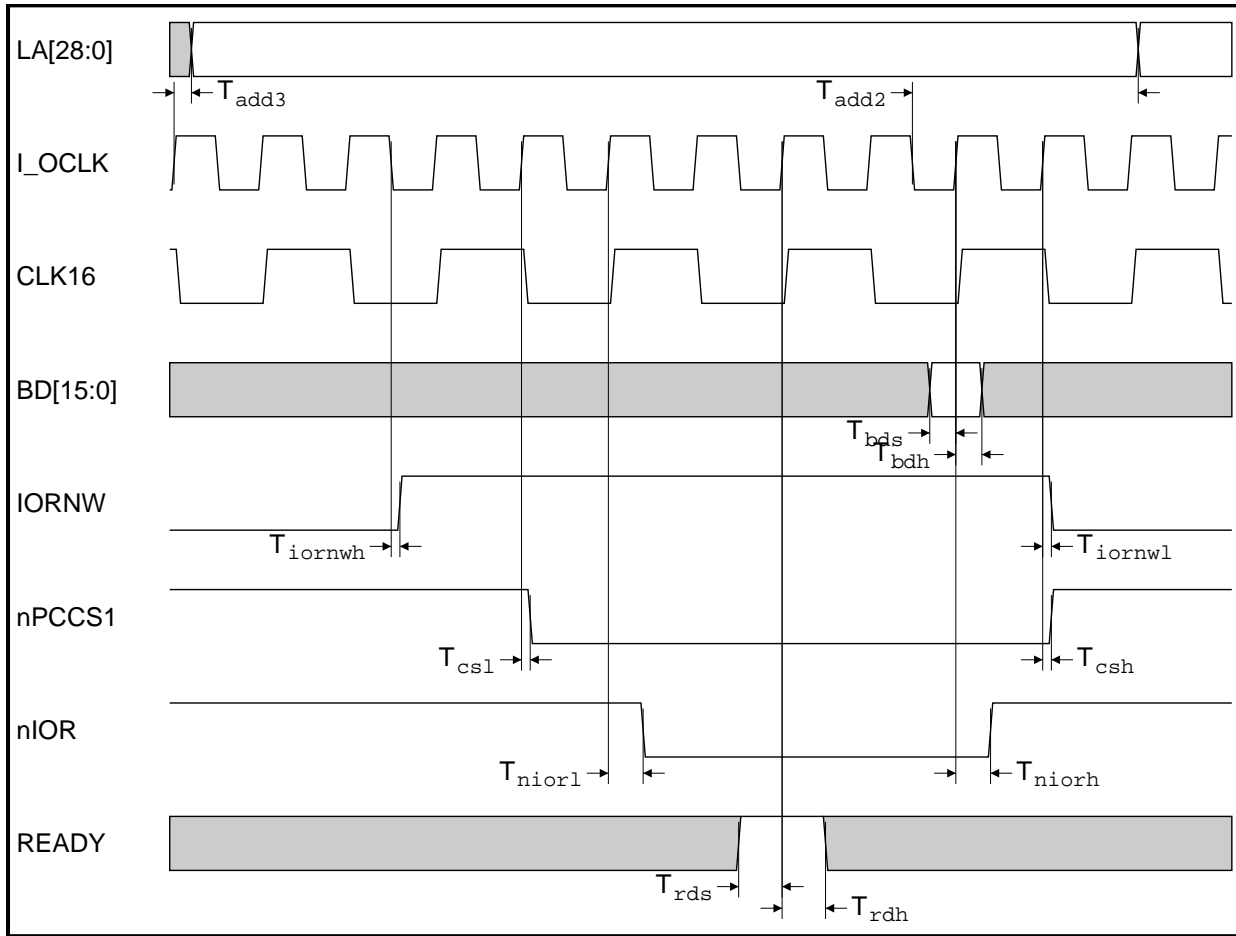 LA[28:0]
Tadd3
Tadd2
I_OCLK
CLK16
BD[15:0]
Tbds
Tbdh
IORNW
Tiornwh
Tiornwl
nPCCS1
Tcsl
Tcsh
nIOR
Tniorl
Tniorh
READY
Trds
Trdh